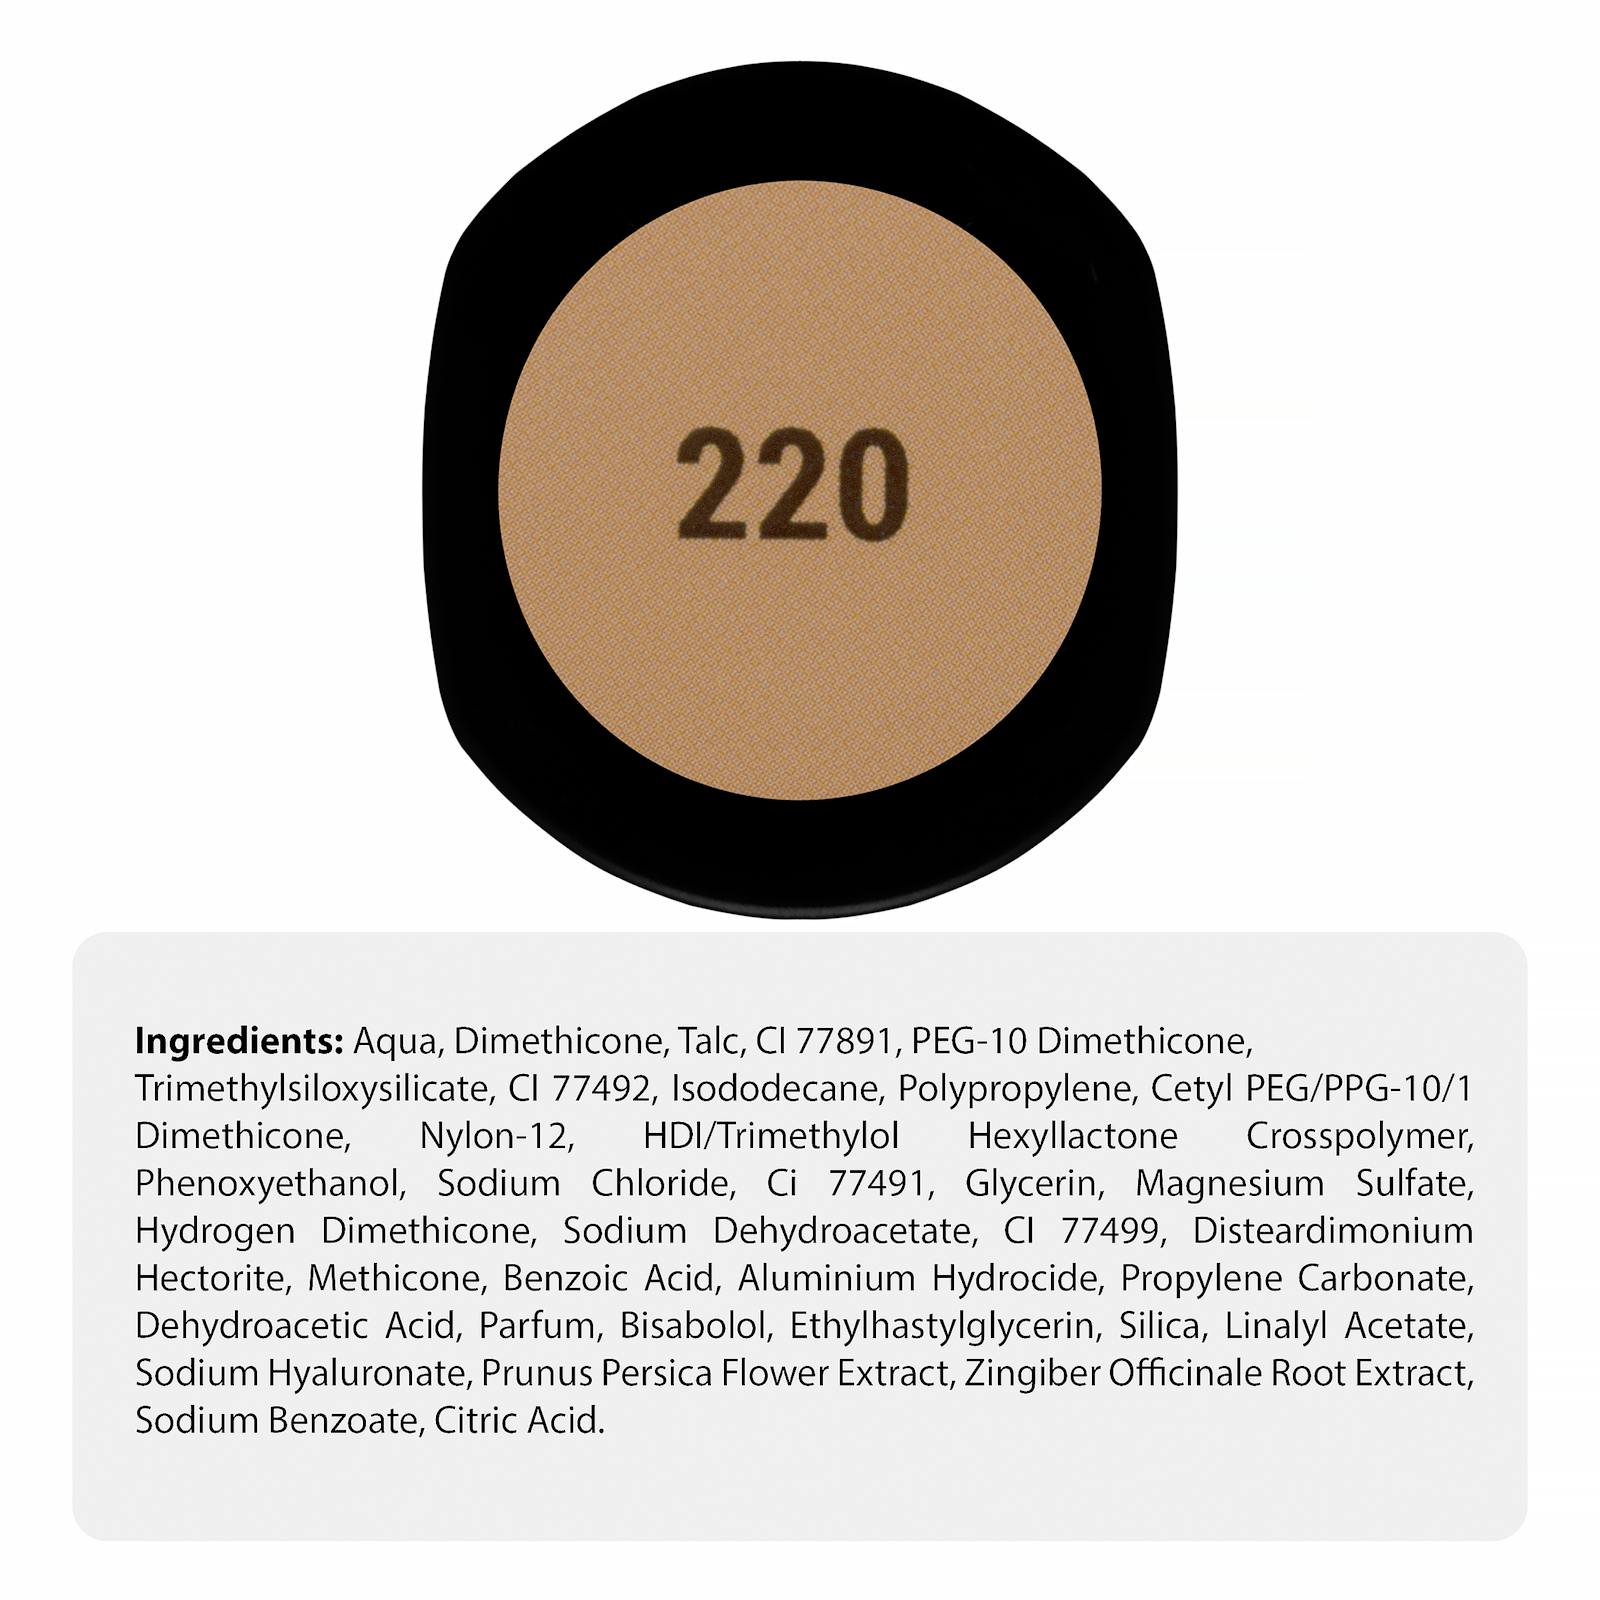 220
Ingredients: Aqua, Dimethicone, Talc, CI 77891, PEG-10 Dimethicone,
Trimethylsiloxysilicate, CI 77492, Isododecane, Polypropylene, Cetyl PEG/PPG-10/1
Dimethicone, Nylon-12, HDI/Trimethylol Hexyllactone Crosspolymer,
Phenoxyethanol, Sodium Chloride, Ci 77491, Glycerin, Magnesium Sulfate,
Hydrogen Dimethicone, Sodium Dehydroacetate, CI 77499, Disteardimonium
Hectorite, Methicone, Benzoic Acid, Aluminium Hydrocide, Propylene Carbonate,
Dehydroacetic Acid, Parfum, Bisabolol, Ethylhastylglycerin, Silica, Linalyl Acetate,
Sodium Hyaluronate, Prunus Persica Flower Extract, Zingiber Officinale Root Extract,
Sodium Benzoate, Citric Acid.